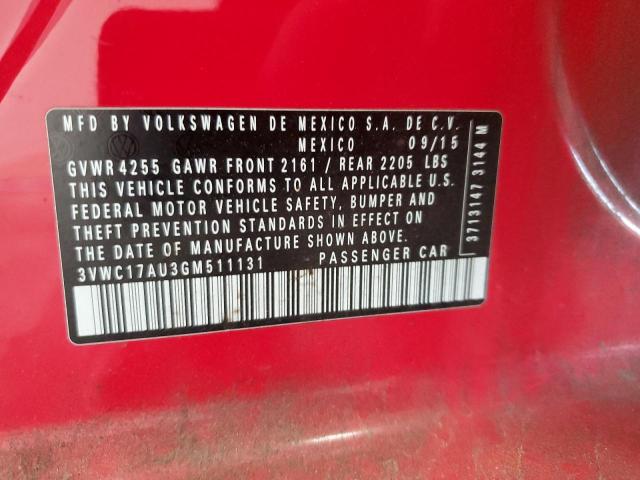 MFD BY VOLKSWAGEN DE MEXICO S.A. DE C.V.
MEXICO 09/15
GVWR 4255 GAWR FRONT 2161 / REAR 2205 LBS
THIS VEHICLE CONFORMS TO ALL APPLICABLE U.S.
FEDERAL MOTOR VEHICLE SAFETY, BUMPER AND
THEFT PREVENTION STANDARDS IN EFFECT ON
THE DATE OF MANUFACTURE SHOWN ABOVE.
3VWC17AU3GM511131 PASSENGER CAR
3713147 3144 M